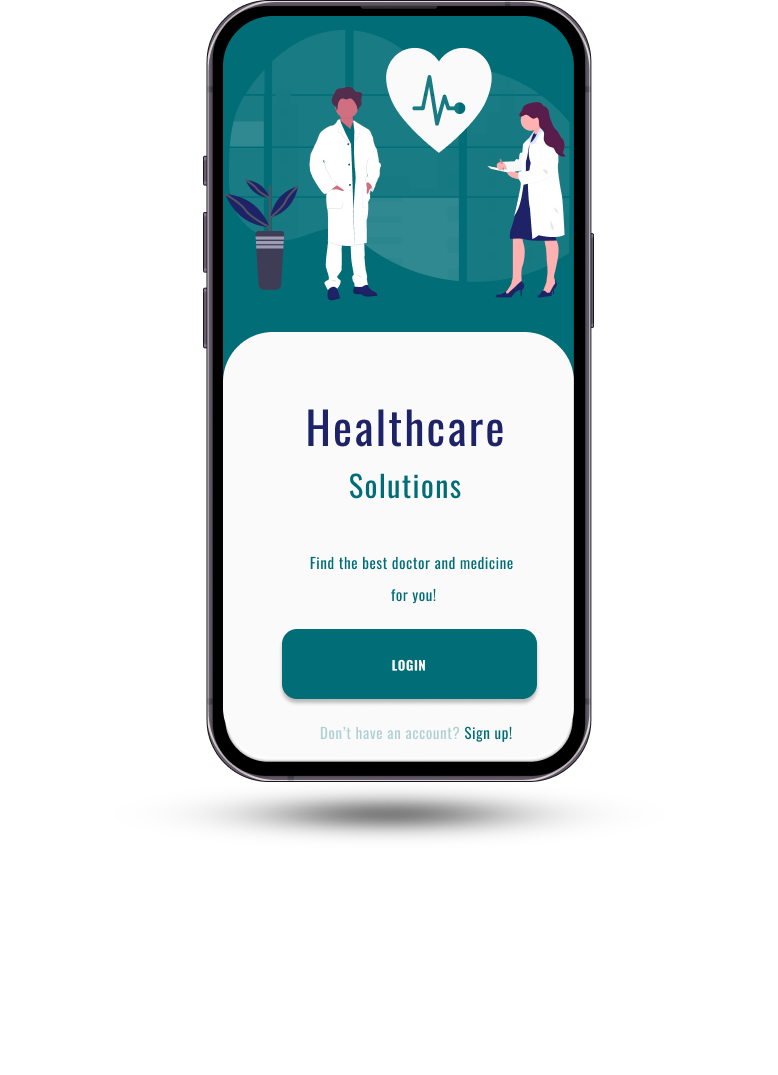 Healthcare
Solutions
Find the best doctor and medicine
for you!
LOGIN
Don't have an account? Sign up!